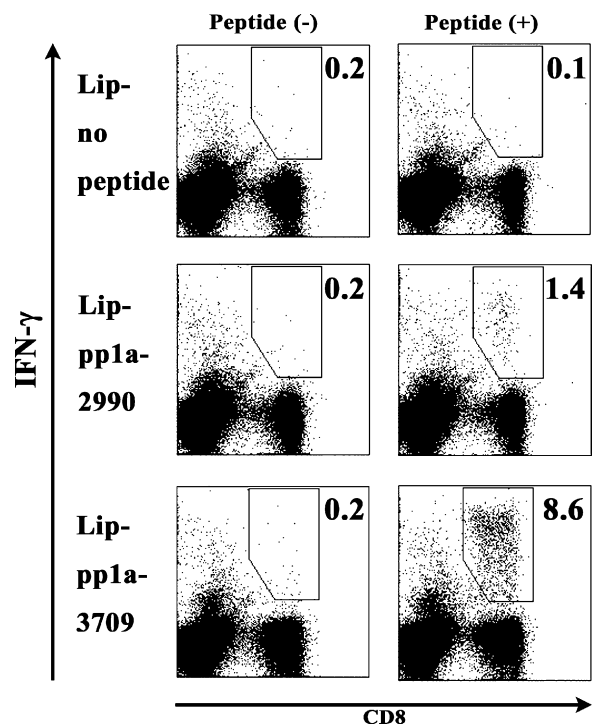 Peptide (-)
Peptide (+)
Lip-
no
peptide
0.2
0.1
Lip-
pp1a-
2990
0.2
1.4
Lip-
pp1a-
3709
0.2
8.6
IFN-γ
CD8